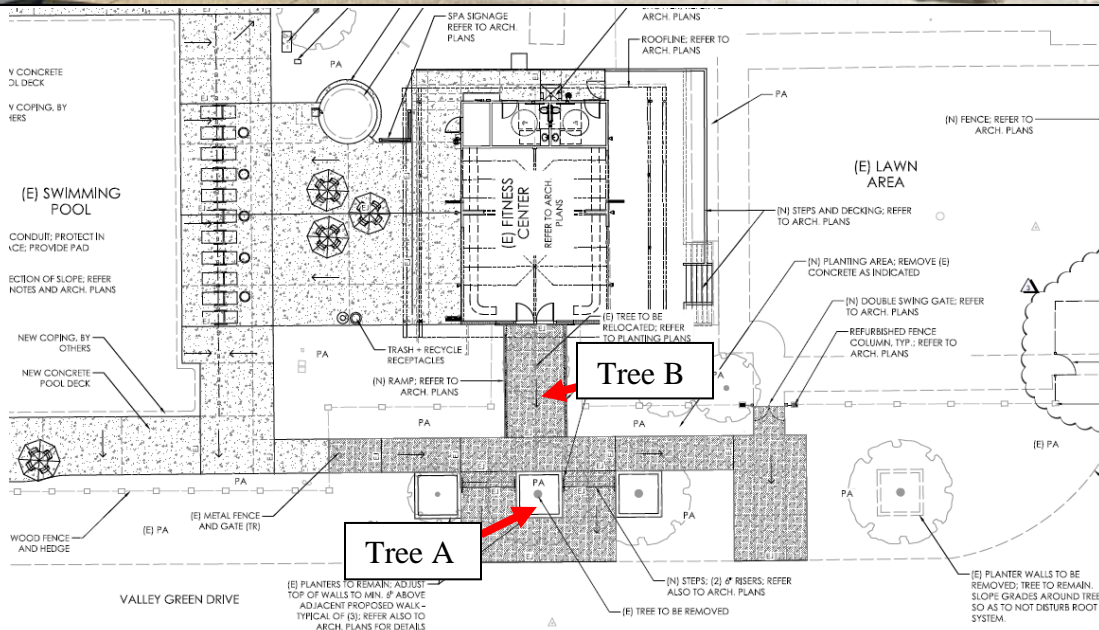 SPA SIGNAGE
REFER TO ARCH.
PLANS
ARCH. PLANS
ROOFLINE; REFER TO
ARCH. PLANS
PA
PA
CONCRETE
DECK
COPING, BY
(N) FENCE; REFER TO
ARCH. PLANS
(E) SWIMMING
POOL
(E) FITNESS
CENTER
REFER TO ARCH.
PLANS
(E) LAWN
AREA
(N) STEPS AND DECKING; REFER
TO ARCH. PLANS
CONDUIT; PROTECT IN
PROVIDE PAD
OF SLOPE; REFER
NOTES AND ARCH. PLANS
(N) PLANTING AREA; REMOVE (E)
CONCRETE AS INDICATED
(N) DOUBLE SWING GATE; REFER
TO ARCH. PLANS
REFURBISHED FENCE
COLUMN, TYP.; REFER TO
ARCH. PLANS
(E) TREE TO BE
RELOCATED; REFER
TO PLANTING PLANS
NEW COPING, BY
OTHERS
NEW CONCRETE
POOL DECK
PA
TRASH + RECYCLE
RECEPTACLES
(N) RAMP; REFER TO
ARCH. PLANS
Tree B
PA
PA
PA
(E) PA
PA
PA
PA
PA
(E) METAL FENCE
AND GATE (TR)
(E) PA
WOOD FENCE
AND HEDGE
Tree A
VALLEY GREEN DRIVE
(E) PLANTERS TO REMAIN; ADJUST
TOP OF WALLS TO MIN. 6" ABOVE
ADJACENT PROPOSED WALK –
TYPICAL OF (3); REFER ALSO TO
ARCH. PLANS FOR DETAILS
(N) STEPS; (2) 6" RISERS; REFER
ALSO TO ARCH. PLANS
(E) TREE TO BE REMOVED
(E) PLANTER WALLS TO BE
REMOVED; TREE TO REMAIN.
SLOPE GRADES AROUND TREE
SO AS TO NOT DISTURB ROOT
SYSTEM.